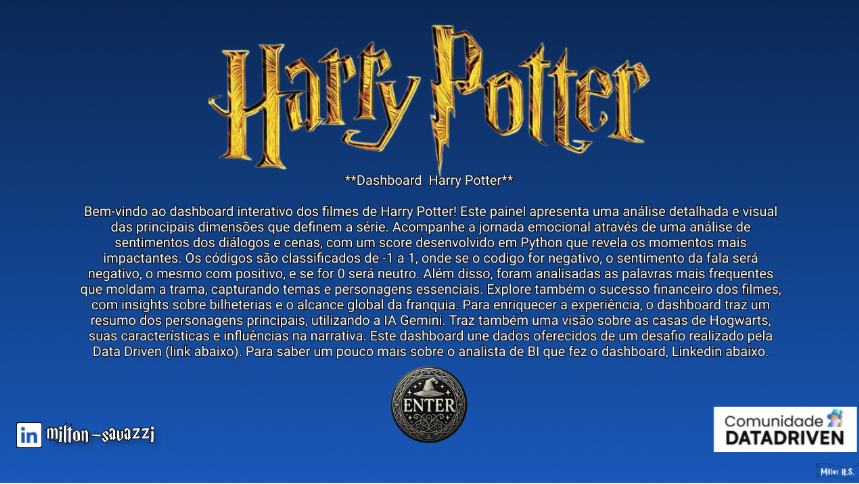 Harry Potter
**Dashboard  Harry Potter**
Bem-vindo ao dashboard interativo dos filmes de Harry Potter! Este painel apresenta uma análise detalhada e visual
das principais dimensões que definem a série. Acompanhe a jornada emocional através de uma análise de
sentimentos dos diálogos e cenas, com um score desenvolvido em Python que revela os momentos mais
impactantes. Os códigos são classificados de -1 a 1, onde se o codigo for negativo, o sentimento da fala será
negativo, o mesmo com positivo, e se for 0 será neutro. Além disso, foram analisadas as palavras mais frequentes
que moldam a trama, capturando temas e personagens essenciais. Explore também o sucesso financeiro dos filmes,
com insights sobre bilheterias e o alcance global da franquia. Para enriquecer a experiência, o dashboard traz um
resumo dos personagens principais, utilizando a IA Gemini. Traz também uma visão sobre as casas de Hogwarts,
suas características e influências na narrativa. Este dashboard une dados oferecidos de um desafio realizado pela
Data Driven (link abaixo). Para saber um pouco mais sobre o analista de BI que fez o dashboard, Linkedin abaixo.
ENTER
in milton-savazzi
Comunidade
DATADRIVEN
Milton H.S.